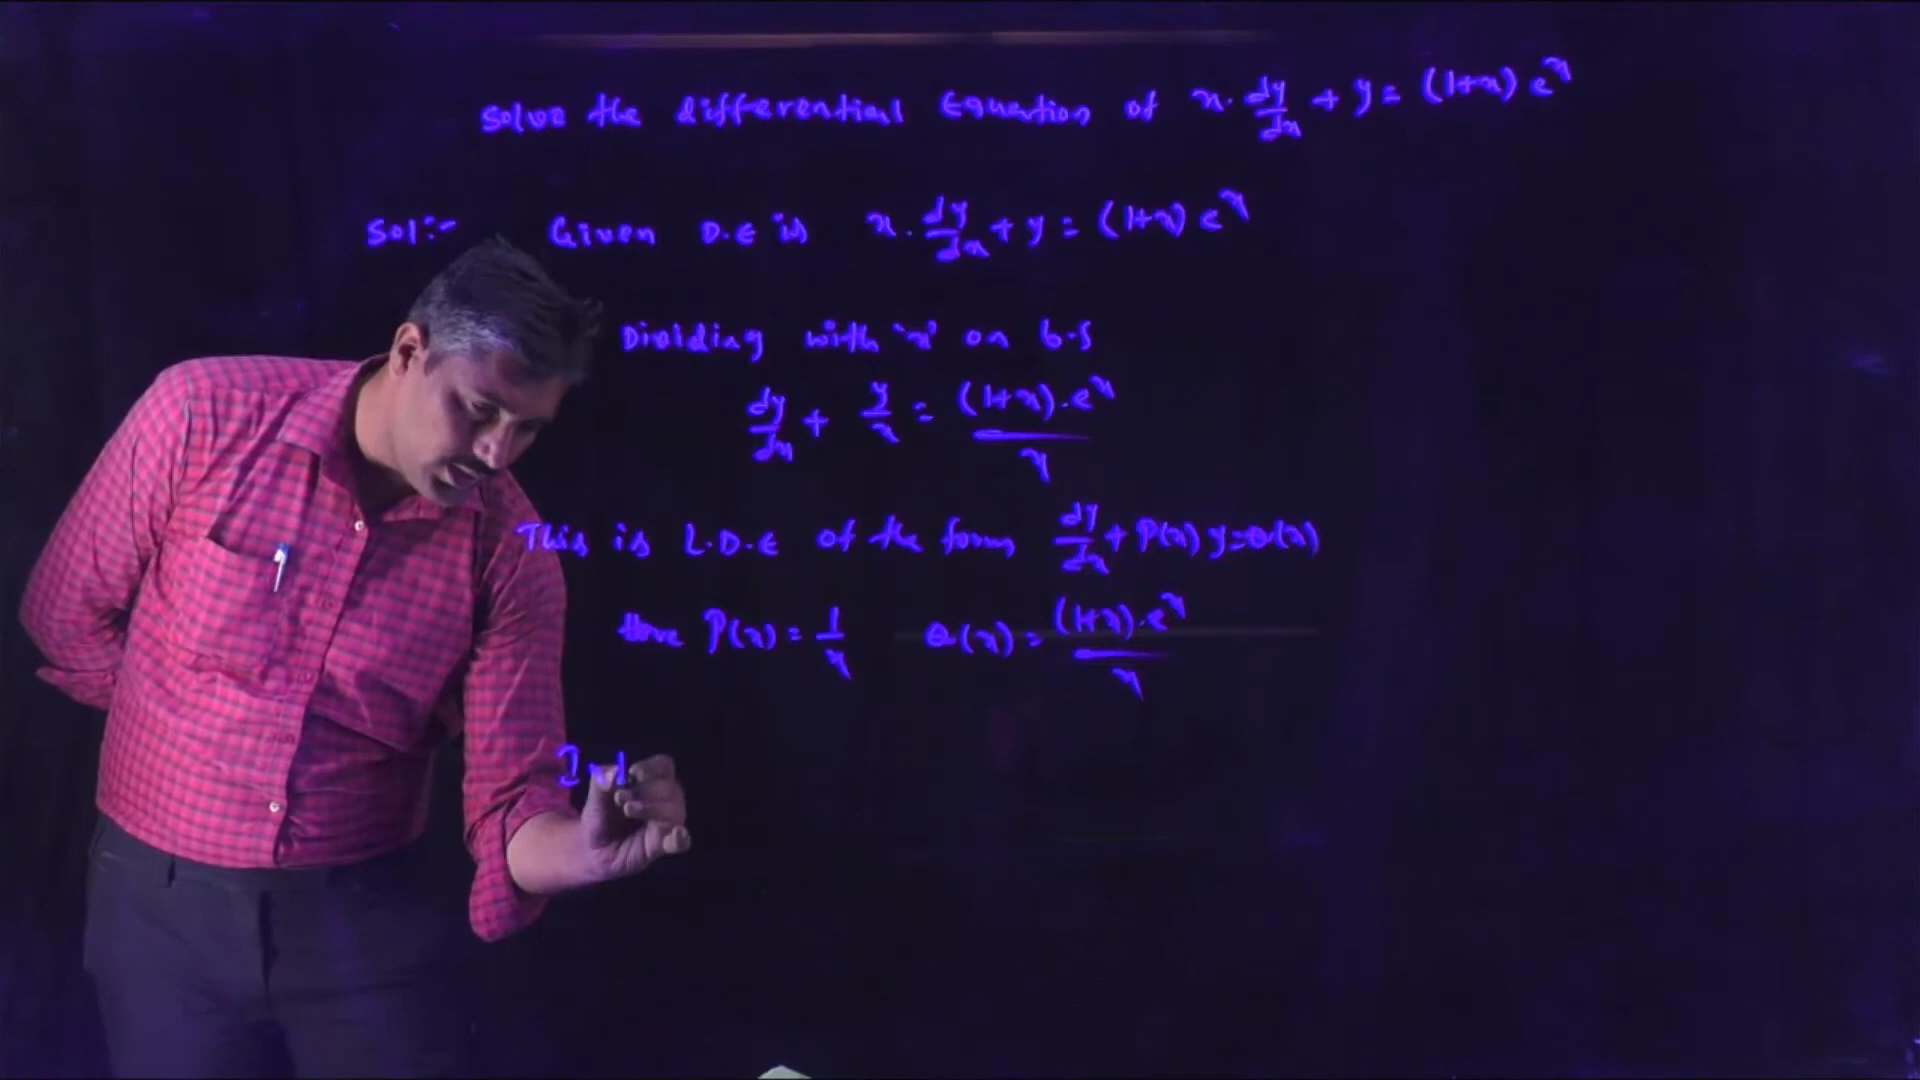 Solve the differential Equation of x. dy/dx + y = (1+x) e^x
Sol:- Given D.E is x. dy/dx + y = (1+x) e^x
Dividing with 'x' on b.s
dy/dx + y/x = (1+x).e^x / x
This is L.D.E of the form dy/dx + P(x) y = Q(x)
Here P(x) = 1/x Q(x) = (1+x).e^x / x